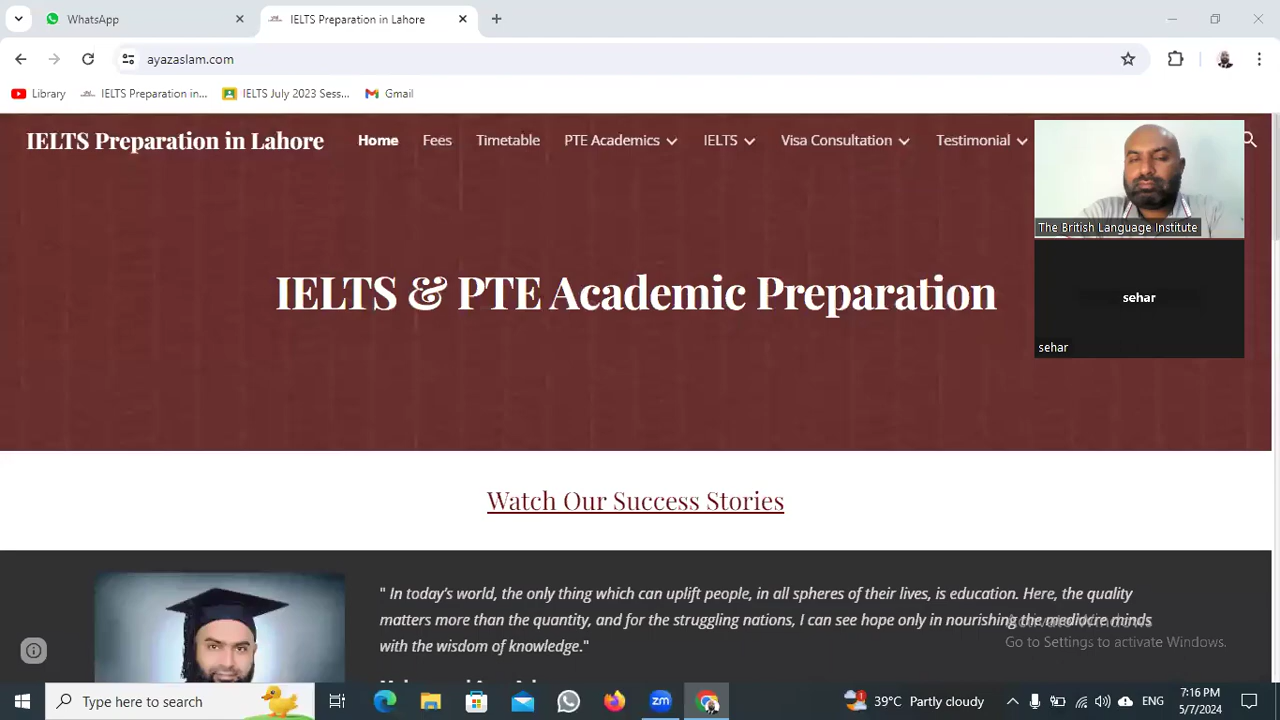 WhatsApp
IELTS Preparation in Lahore
ayazaslam.com
Library
IELTS Preparation in...
IELTS July 2023 Sess...
Gmail
IELTS Preparation in Lahore
Home
Fees
Timetable
PTE Academics
IELTS
Visa Consultation
Testimonial
The British Language Institute
sehar
sehar
IELTS & PTE Academic Preparation
Watch Our Success Stories
" In today's world, the only thing which can uplift people, in all spheres of their lives, is education. Here, the quality
matters more than the quantity, and for the struggling nations, I can see hope only in nourishing the medicine minds
with the wisdom of knowledge."
Activate Windows
Go to Settings to activate Windows.
Type here to search
zm
1
39°C Partly cloudy
ENG
7:16 PM
5/7/2024